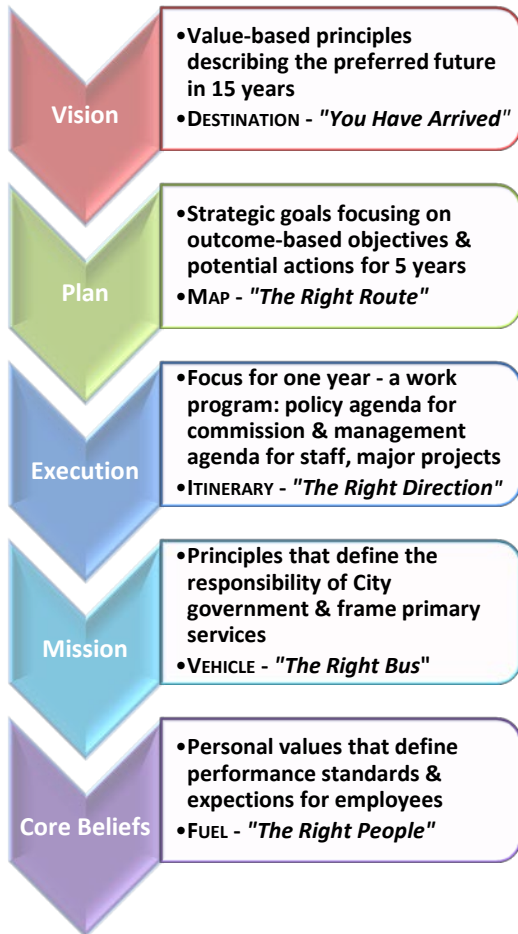 Vision
•Value-based principles
describing the preferred future
in 15 years
•DESTINATION - "You Have Arrived"
Plan
•Strategic goals focusing on
outcome-based objectives &
potential actions for 5 years
•MAP - "The Right Route"
Execution
•Focus for one year - a work
program: policy agenda for
commission & management
agenda for staff, major projects
•ITINERARY - "The Right Direction"
Mission
•Principles that define the
responsibility of City
government & frame primary
services
•VEHICLE - "The Right Bus"
Core Beliefs
•Personal values that define
performance standards &
expections for employees
•FUEL - "The Right People"